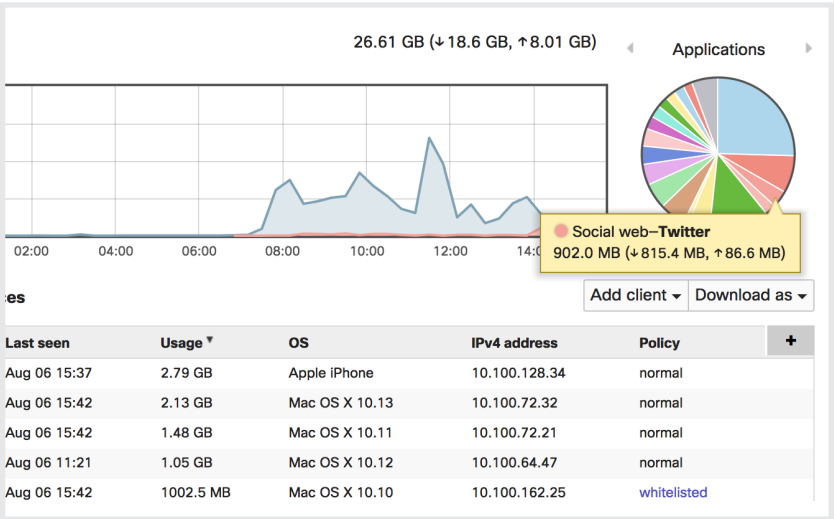 26.61 GB (↓18.6 GB, ↑8.01 GB)
Applications
02:00 04:00 06:00 08:00 10:00 12:00
Social web–Twitter
902.0 MB (↓815.4 MB, ↑86.6 MB)
Add client Download as
Last seen Usage OS IPv4 address Policy +
Aug 06 15:37 2.79 GB Apple iPhone 10.100.128.34 normal
Aug 06 15:42 2.13 GB Mac OS X 10.13 10.100.72.32 normal
Aug 06 15:42 1.48 GB Mac OS X 10.11 10.100.72.21 normal
Aug 06 11:21 1.05 GB Mac OS X 10.12 10.100.64.47 normal
Aug 06 15:42 1002.5 MB Mac OS X 10.10 10.100.162.25 whitelisted